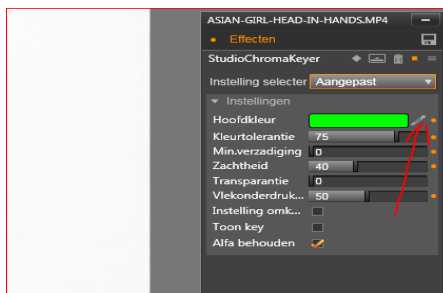 ASIAN-GIRL-HEAD-IN-HANDS.MP4
Effecten
StudioChromaKeyer
Instelling selecter Aangepast
Instellingen
Hoofdkleur
Kleurtolerantie 75
Min.verzadiging 0
Zachtheid 40
Transparantie 0
Vlekonderdruk... 50
Instelling omk...
Toon key
Alfa behouden